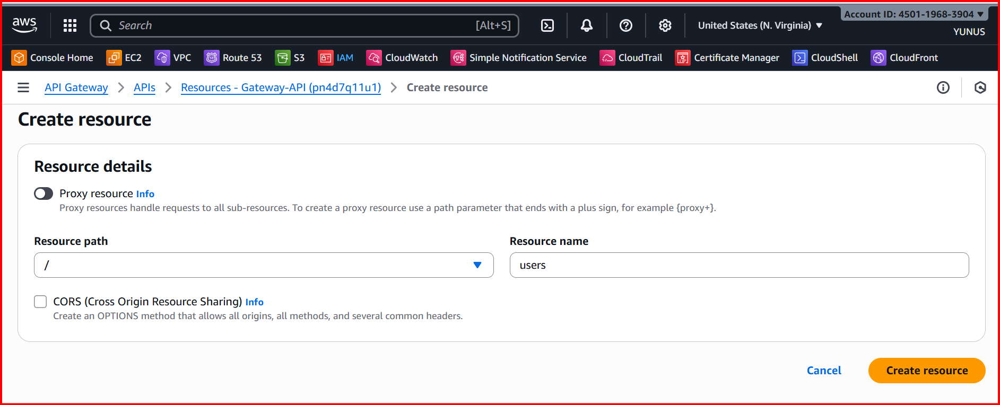 aws
Search [Alt+S]
United States (N. Virginia)
Account ID: 4501-1968-3904
YUNUS
Console Home EC2 VPC Route 53 S3 IAM CloudWatch Simple Notification Service CloudTrail Certificate Manager CloudShell CloudFront
API Gateway APIs Resources - Gateway-API (pn4d7q11u1) Create resource
Create resource
Resource details
Proxy resource Info
Proxy resources handle requests to all sub-resources. To create a proxy resource use a path parameter that ends with a plus sign, for example {proxy+}.
Resource path Resource name
/ users
CORS (Cross Origin Resource Sharing) Info
Create an OPTIONS method that allows all origins, all methods, and several common headers.
Cancel Create resource